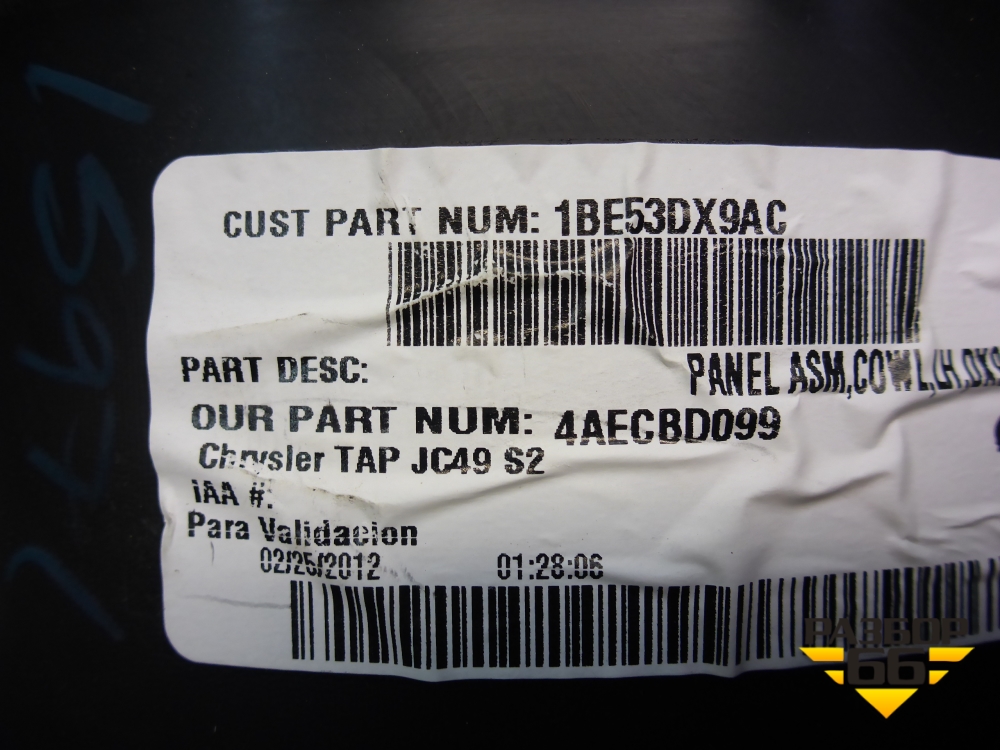 CUST PART NUM: 1BE53DX9AC
PART DESC: PANEL ASM,COWL,LH,DX9
OUR PART NUM: 4AECBD099
Chrysler TAP JC49 S2
IAA #:
Para Validacion
02/25/2012 01:28:06
РАЗБОР
66